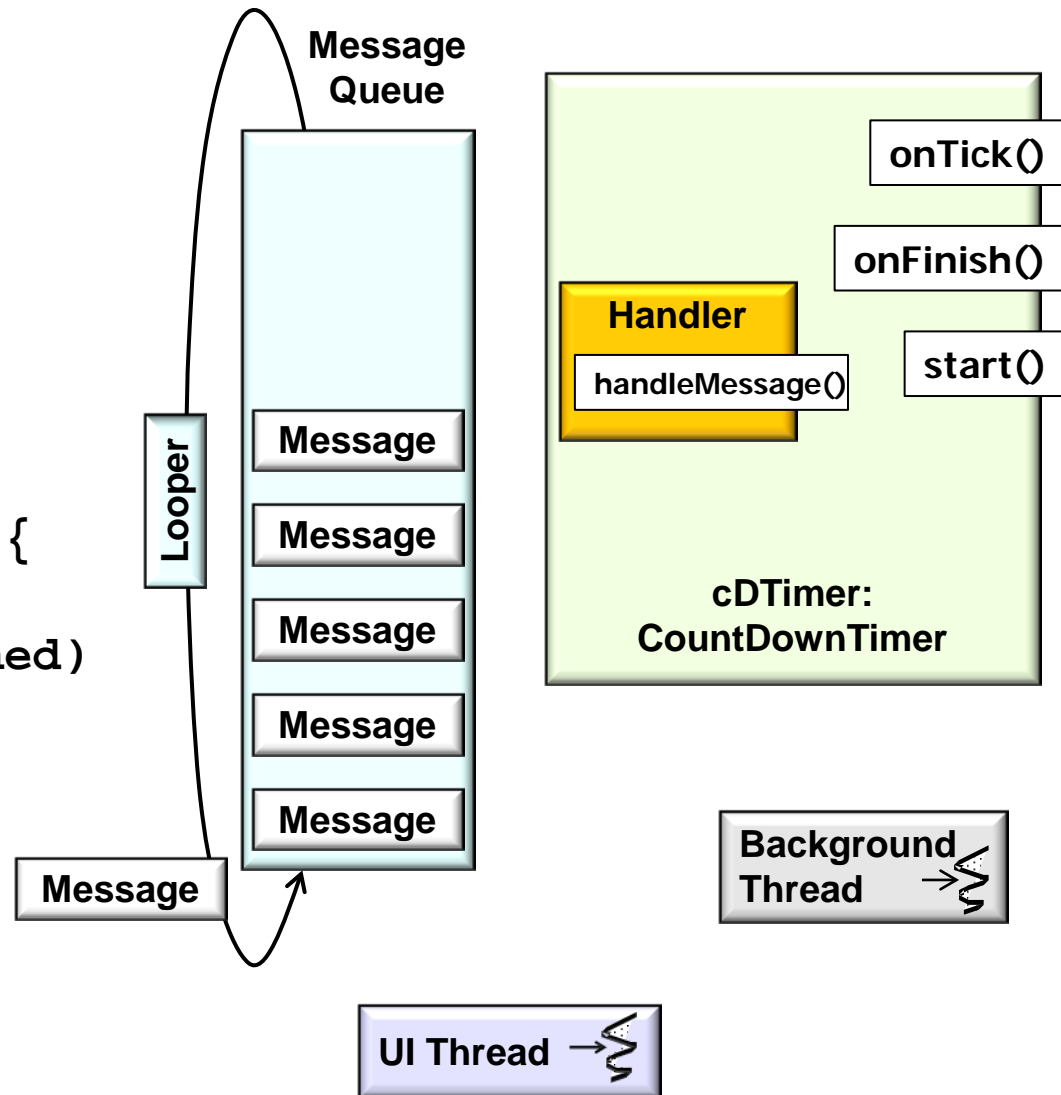 Message
Queue
onTick()
onFinish()
Handler
start()
handleMessage()
Message
Looper
{
Message
ed)
Message
cDTimer:
CountDownTimer
Message
Message
Message
Background
Thread
UI Thread